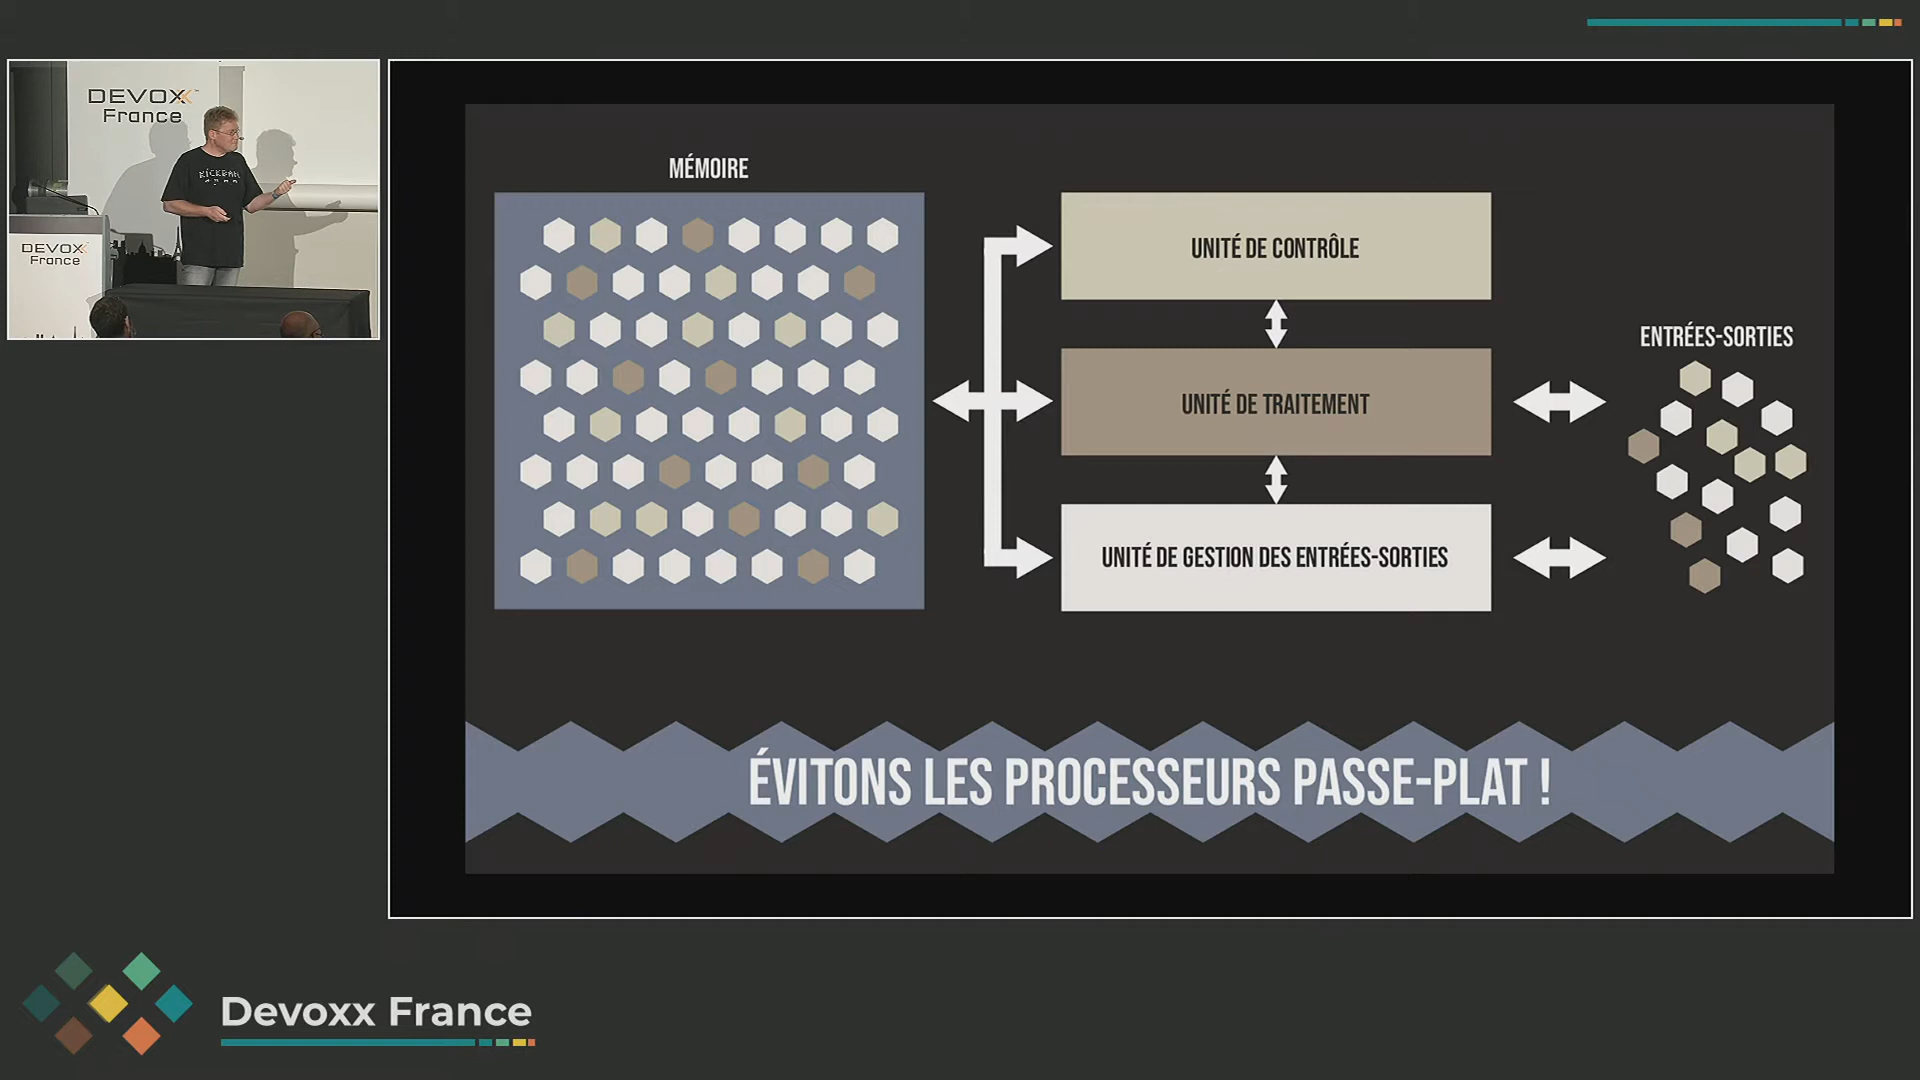 DEVOXX
France
KICKBAN
DEVOXX
France
MÉMOIRE
UNITÉ DE CONTRÔLE
UNITÉ DE TRAITEMENT
UNITÉ DE GESTION DES ENTRÉES-SORTIES
ENTRÉES-SORTIES
ÉVITONS LES PROCESSEURS PASSE-PLAT !
Devoxx France